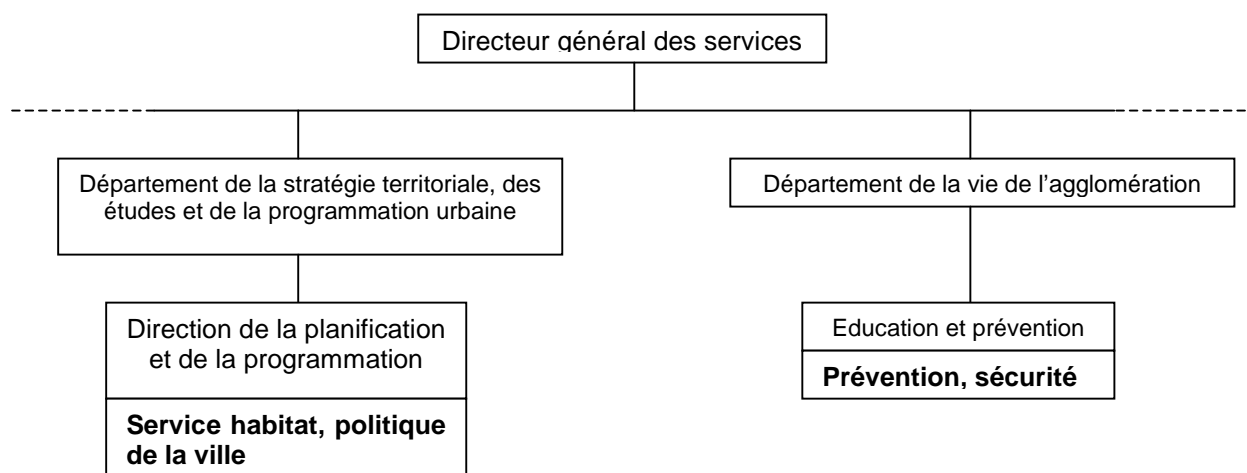 Directeur général des services
Département de la stratégie territoriale, des
études et de la programmation urbaine
Département de la vie de l’agglomération
Direction de la planification
et de la programmation
Service habitat, politique
de la ville
Education et prévention
Prévention, sécurité